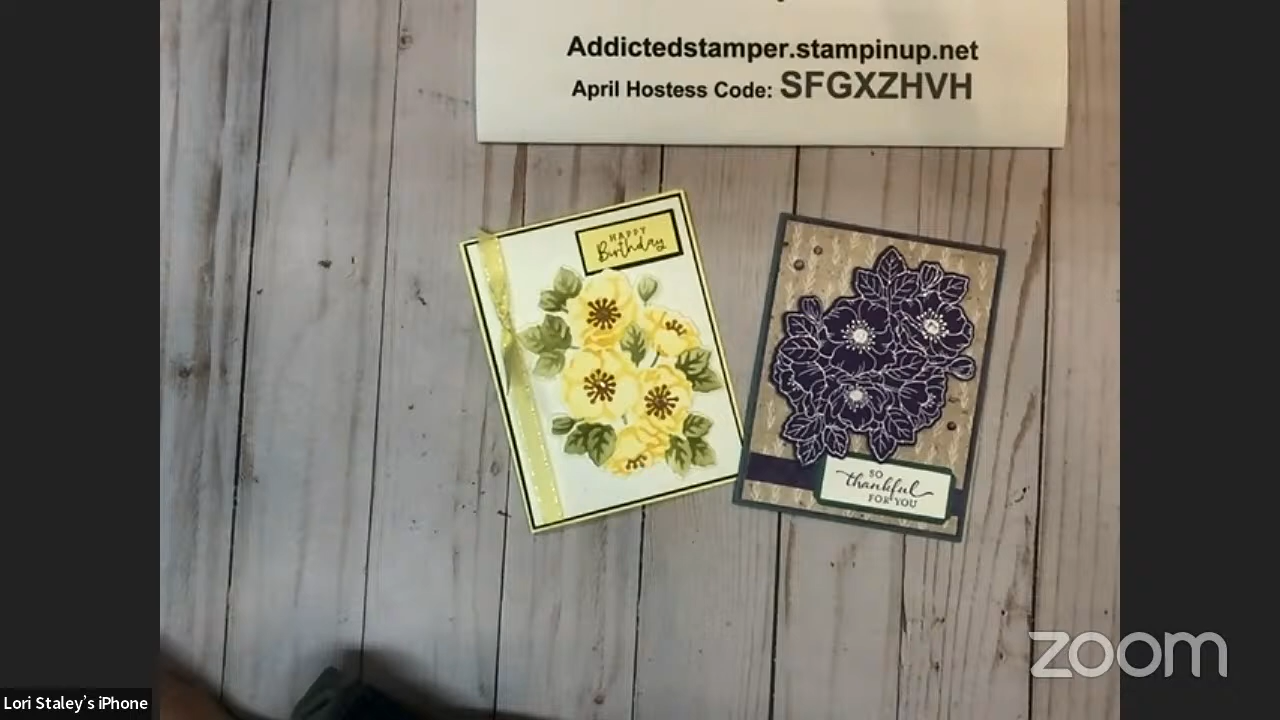 Addictedstamper.stampinup.net
April Hostess Code: SFGXZHVH
HAPPY
Birthday
SO
thankful
FOR YOU
zoom
Lori Staley's iPhone